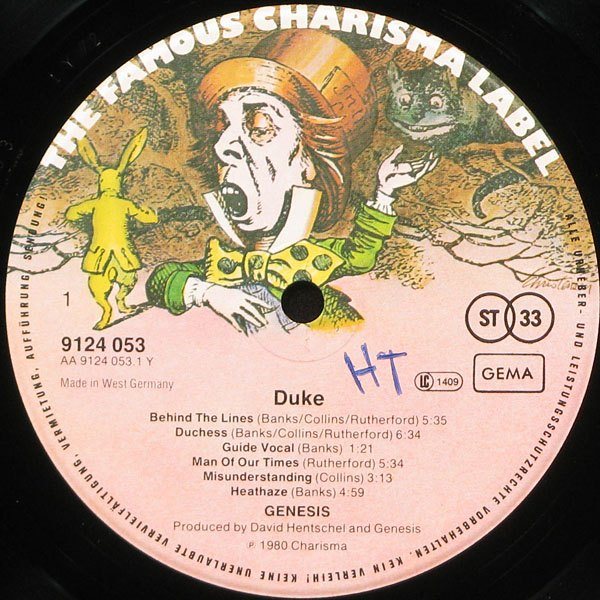 THE FAMOUS CHARISMA LABEL
1
9124 053
AA 9124 053.1 Y
Made in West Germany
ST 33
HT
LC 1409
GEMA
Duke
Behind The Lines (Banks/Collins/Rutherford) 5:35
Duchess (Banks/Collins/Rutherford) 6:34
Guide Vocal (Banks) 1:21
Man Of Our Times (Rutherford) 5:34
Misunderstanding (Collins) 3:13
Heathaze (Banks) 4:59
GENESIS
Produced by David Hentschel and Genesis
℗ 1980 Charisma
ALLE URHEBER- UND LEISTUNGSSCHUTZRECHTE VORBEHALTEN. KEIN VERLEIH! KEINE UNERLAUBTE VERVIELFÄLTIGUNG, VERMIETUNG, AUFFÜHRUNG, SENDUNG!